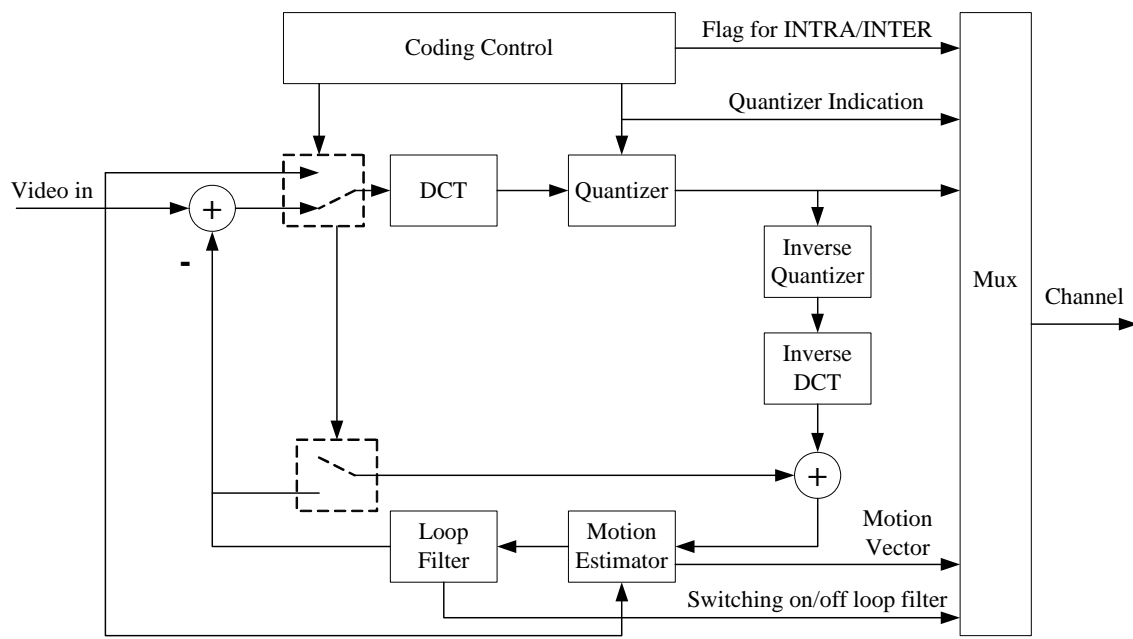 Coding Control
Flag for INTRA/INTER
Quantizer Indication
Video in
+
DCT
Quantizer
-
Inverse
Quantizer
Mux
Channel
Inverse
DCT
+
Loop
Filter
Motion
Estimator
Motion
Vector
Switching on/off loop filter